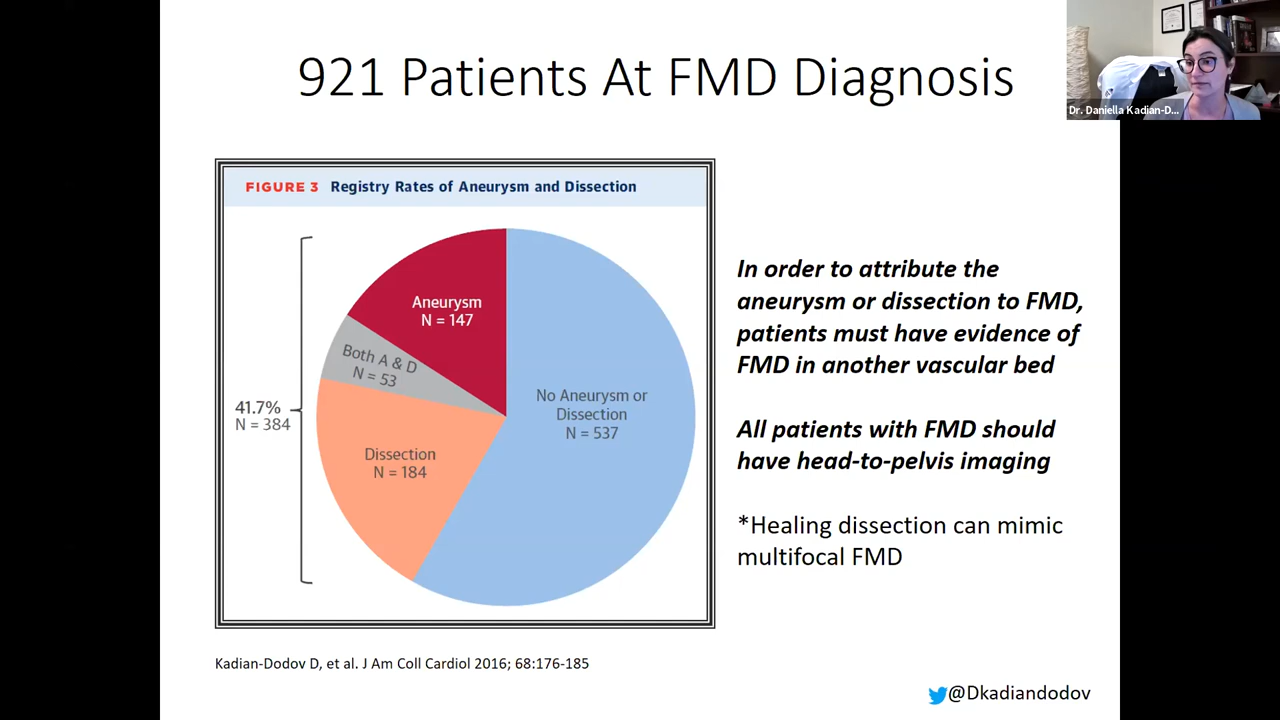 921 Patients At FMD Diagnosis
Dr. Daniella Kadian-D...
FIGURE 3 Registry Rates of Aneurysm and Dissection
Aneurysm
N = 147
Both A & D
N = 53
41.7%
N = 384
Dissection
N = 184
No Aneurysm or
Dissection
N = 537
In order to attribute the
aneurysm or dissection to FMD,
patients must have evidence of
FMD in another vascular bed
All patients with FMD should
have head-to-pelvis imaging
*Healing dissection can mimic
multifocal FMD
Kadian-Dodov D, et al. J Am Coll Cardiol 2016; 68:176-185
@Dkadiandodov